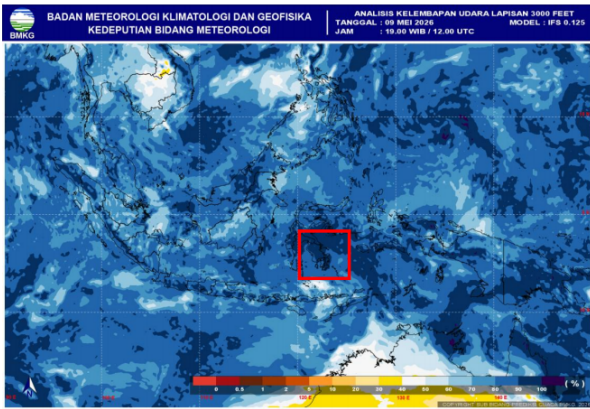 BMKG
BADAN METEOROLOGI KLIMATOLOGI DAN GEOFISIKA
KEDEPUTIAN BIDANG METEOROLOGI
ANALISIS KELEMBAPAN UDARA LAPISAN 3000 FEET
TANGGAL : 09 MEI 2026 MODEL : IFS 0.125
JAM : 19.00 WIB / 12.00 UTC
0 0.5 1 2 5 10 20 30 40 50 60 70 80 90 100 ( % )
N